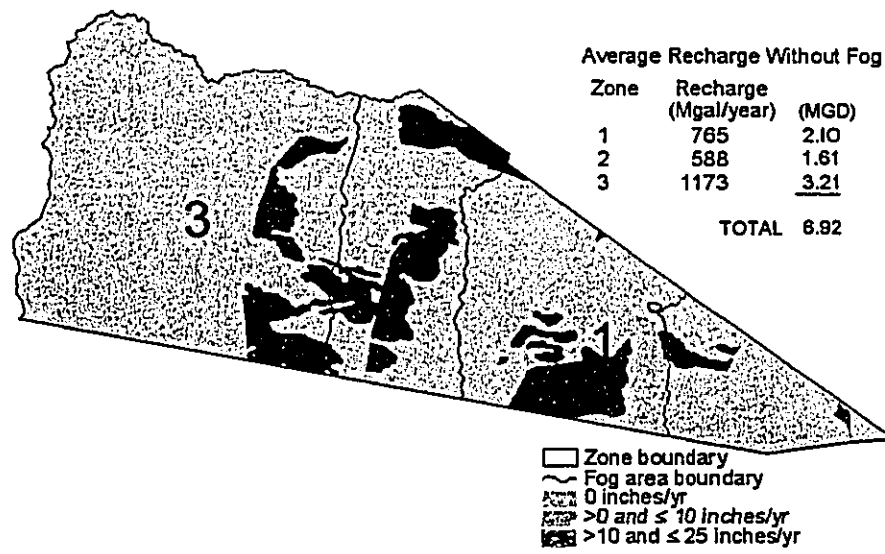 Average Recharge Without Fog
Zone Recharge
(Mgal/year) (MGD)
1 765 2.10
2 588 1.61
3 1173 3.21
TOTAL 6.92
3
1
Zone boundary
Fog area boundary
0 inches/yr
>0 and ≤ 10 inches/yr
>10 and ≤ 25 inches/yr